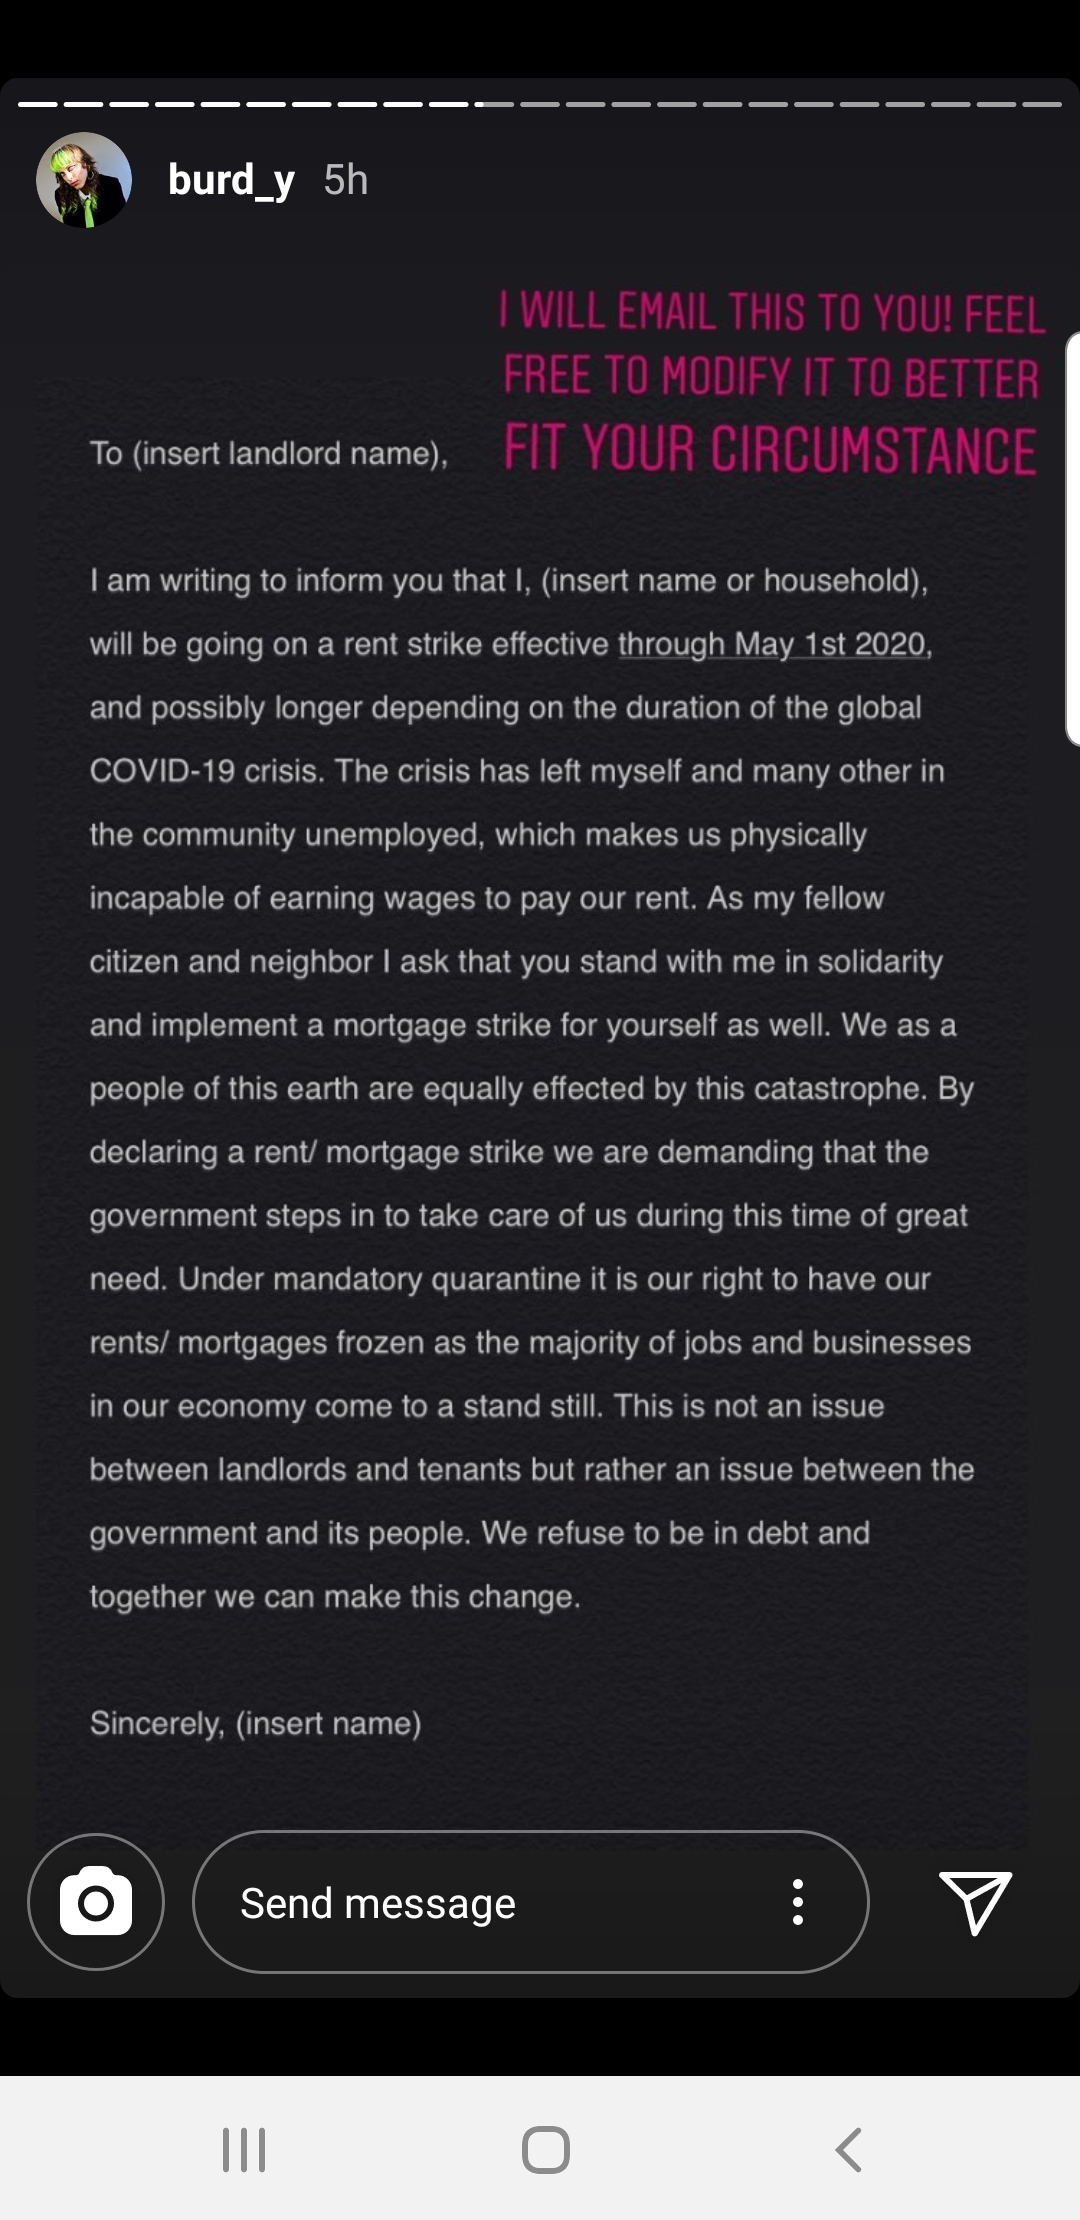 burd_y 5h
I WILL EMAIL THIS TO YOU! FEEL
FREE TO MODIFY IT TO BETTER
FIT YOUR CIRCUMSTANCE
To (insert landlord name),
I am writing to inform you that I, (insert name or household),
will be going on a rent strike effective through May 1st 2020,
and possibly longer depending on the duration of the global
COVID-19 crisis. The crisis has left myself and many other in
the community unemployed, which makes us physically
incapable of earning wages to pay our rent. As my fellow
citizen and neighbor I ask that you stand with me in solidarity
and implement a mortgage strike for yourself as well. We as a
people of this earth are equally effected by this catastrophe. By
declaring a rent/ mortgage strike we are demanding that the
government steps in to take care of us during this time of great
need. Under mandatory quarantine it is our right to have our
rents/ mortgages frozen as the majority of jobs and businesses
in our economy come to a stand still. This is not an issue
between landlords and tenants but rather an issue between the
government and its people. We refuse to be in debt and
together we can make this change.
Sincerely, (insert name)
Send message